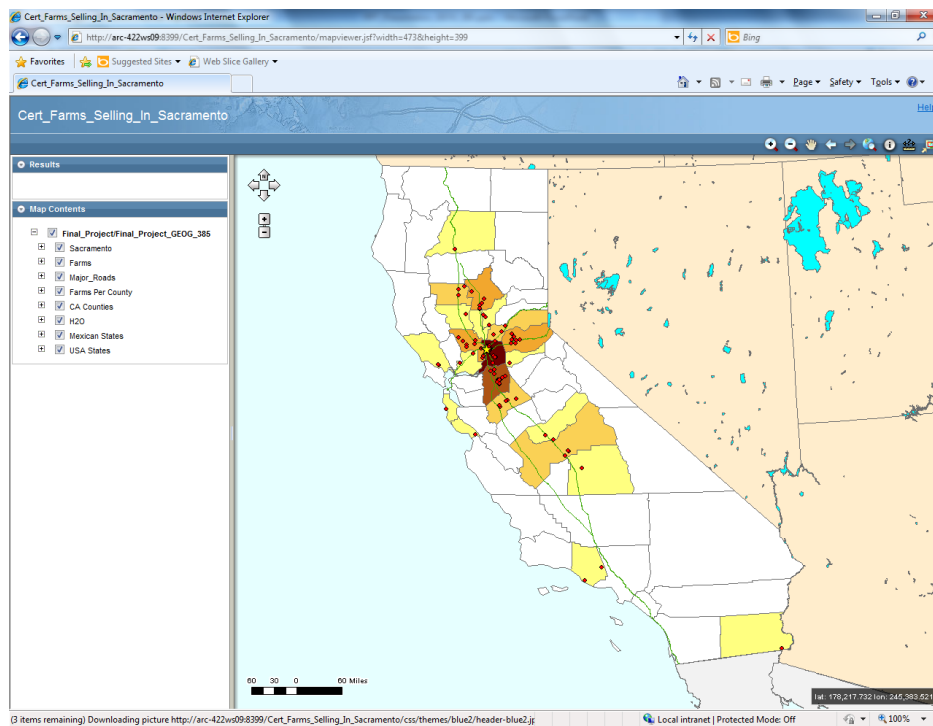 Cert_Farms_Selling_In_Sacramento - Windows Internet Explorer
http://arc-422ws09:8399/Cert_Farms_Selling_In_Sacramento/mapviewer.jsf?width=473&height=399
Bing
Favorites Suggested Sites Web Slice Gallery
Cert_Farms_Selling_In_Sacramento
Page Safety Tools
Cert_Farms_Selling_In_Sacramento
Help
Results
Map Contents
Final_Project/Final_Project_GEOG_385
Sacramento
Farms
Major_Roads
Farms Per County
CA Counties
H2O
Mexican States
USA States
60 30 0 60 Miles
lat: 178,217.732 lon: 245,383.521
(3 items remaining) Downloading picture http://arc-422ws09:8399/Cert_Farms_Selling_In_Sacramento/css/themes/blue2/header-blue2.jp
Local intranet | Protected Mode: Off
100%